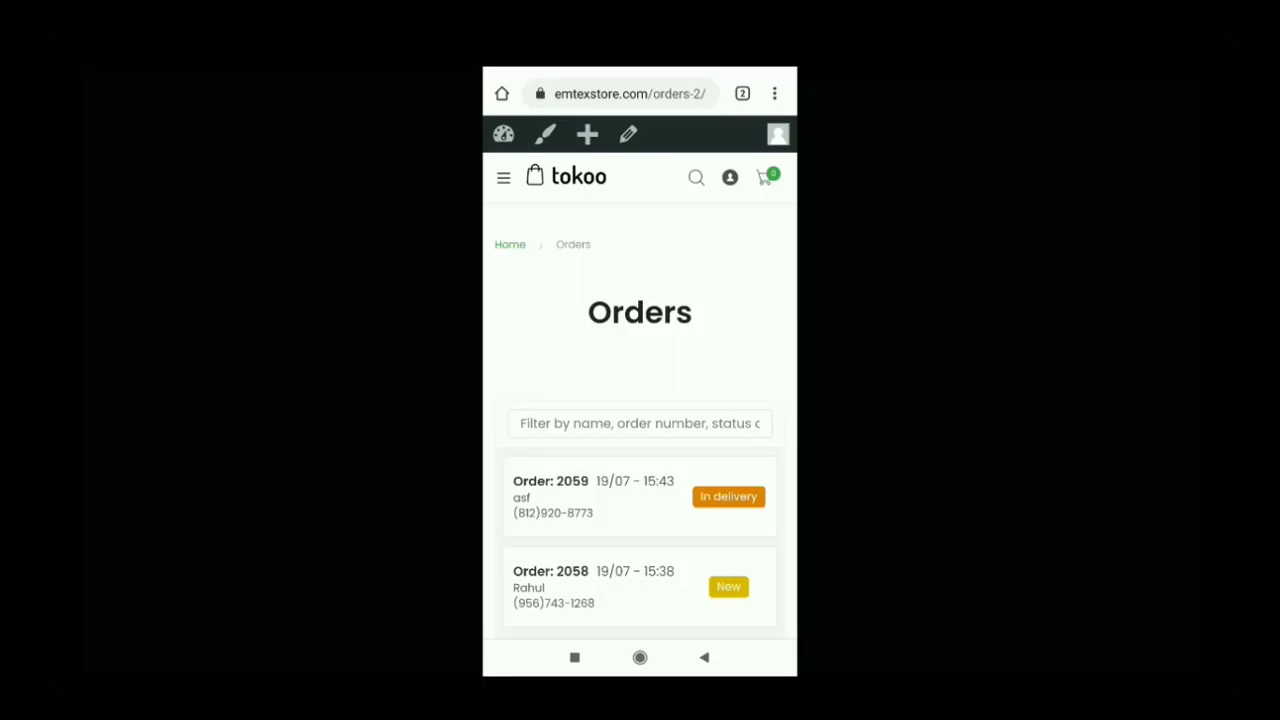 emtexstore.com/orders-2/
2
tokoo
0
Home > Orders
Orders
Filter by name, order number, status c
Order: 2059 19/07 - 15:43
asf
(812)920-8773
In delivery
Order: 2058 19/07 - 15:38
Rahul
(956)743-1268
New